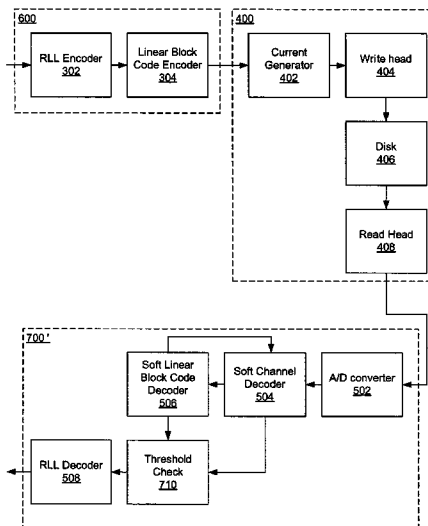 600
RLL Encoder
302
Linear Block
Code Encoder
304
400
Current
Generator
402
Write head
404
Disk
406
Read Head
408
700'
Soft Linear
Block Code
Decoder
506
Soft Channel
Decoder
504
A/D converter
502
RLL Decoder
508
Threshold
Check
710